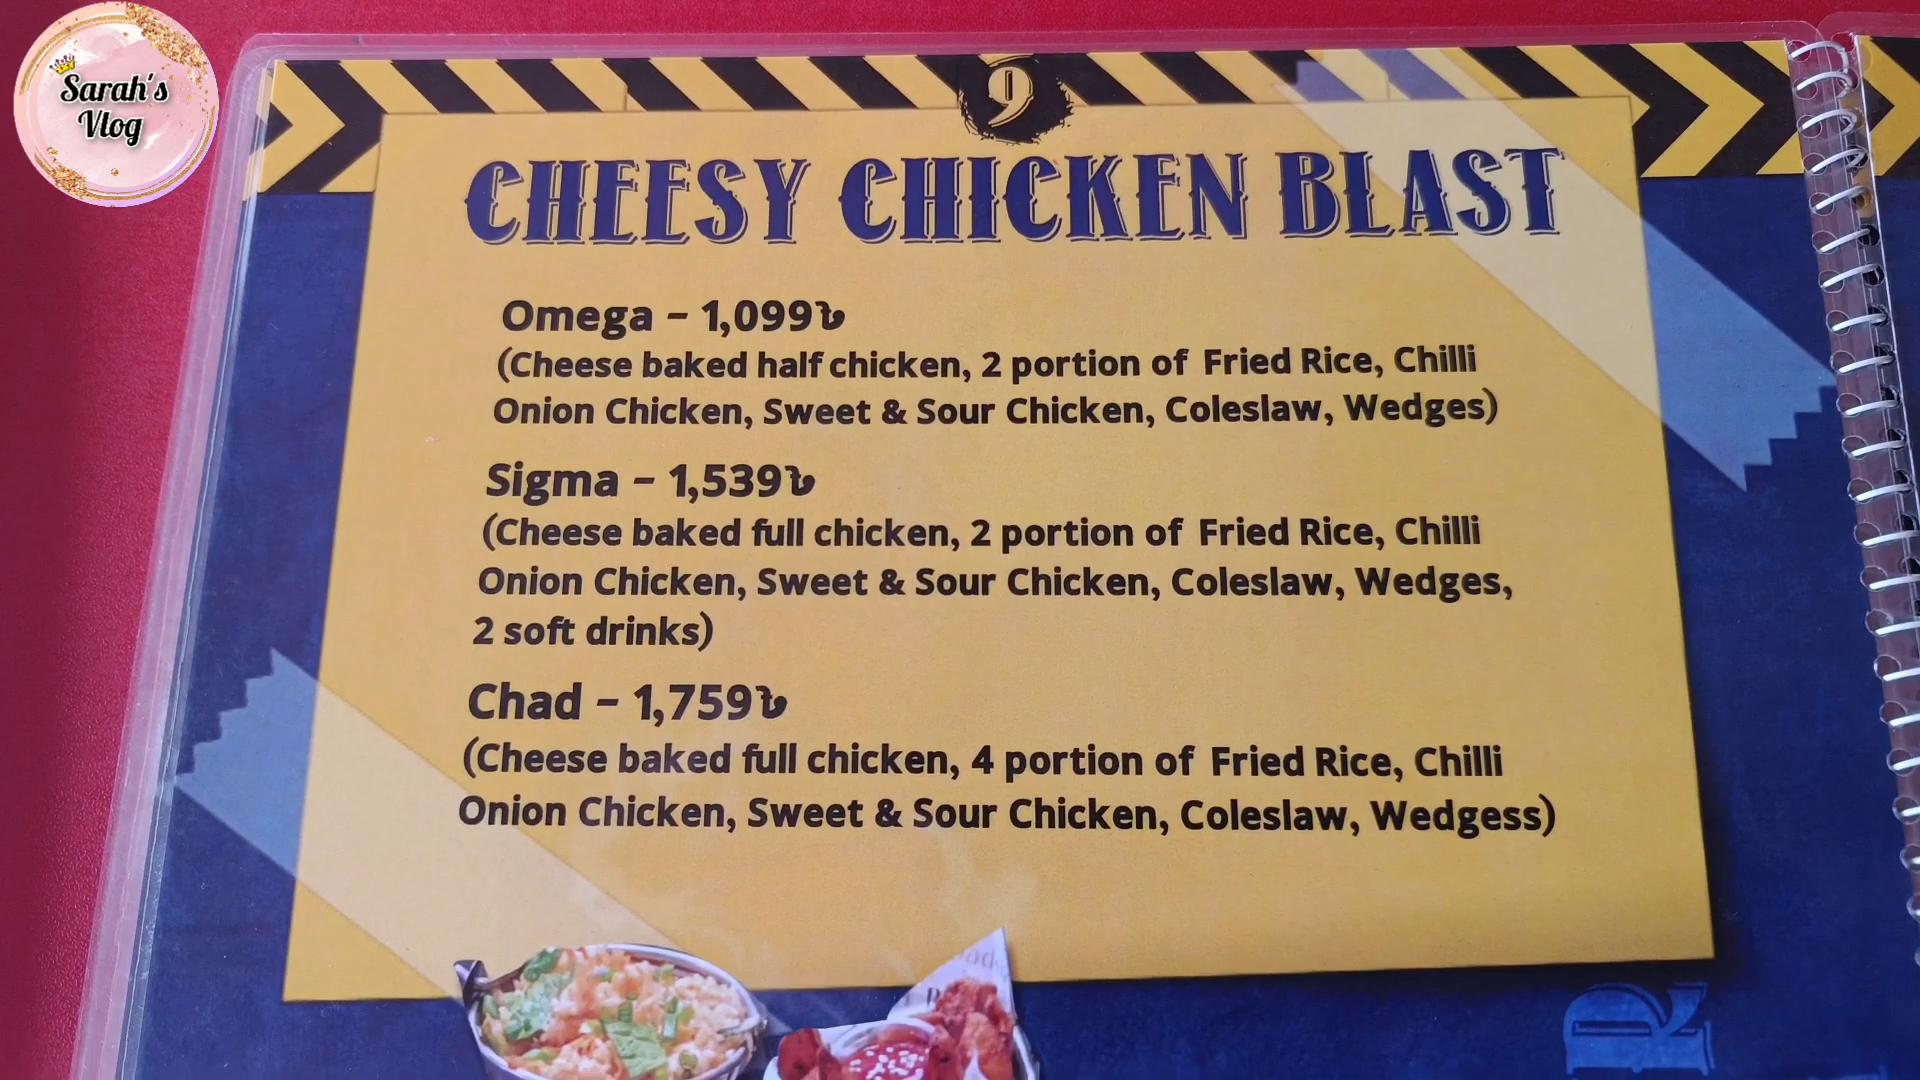 Sarah's
Vlog
9
CHEESY CHICKEN BLAST
Omega – 1,099৳
(Cheese baked half chicken, 2 portion of Fried Rice, Chilli
Onion Chicken, Sweet & Sour Chicken, Coleslaw, Wedges)
Sigma – 1,539৳
(Cheese baked full chicken, 2 portion of Fried Rice, Chilli
Onion Chicken, Sweet & Sour Chicken, Coleslaw, Wedges,
2 soft drinks)
Chad – 1,759৳
(Cheese baked full chicken, 4 portion of Fried Rice, Chilli
Onion Chicken, Sweet & Sour Chicken, Coleslaw, Wedgess)